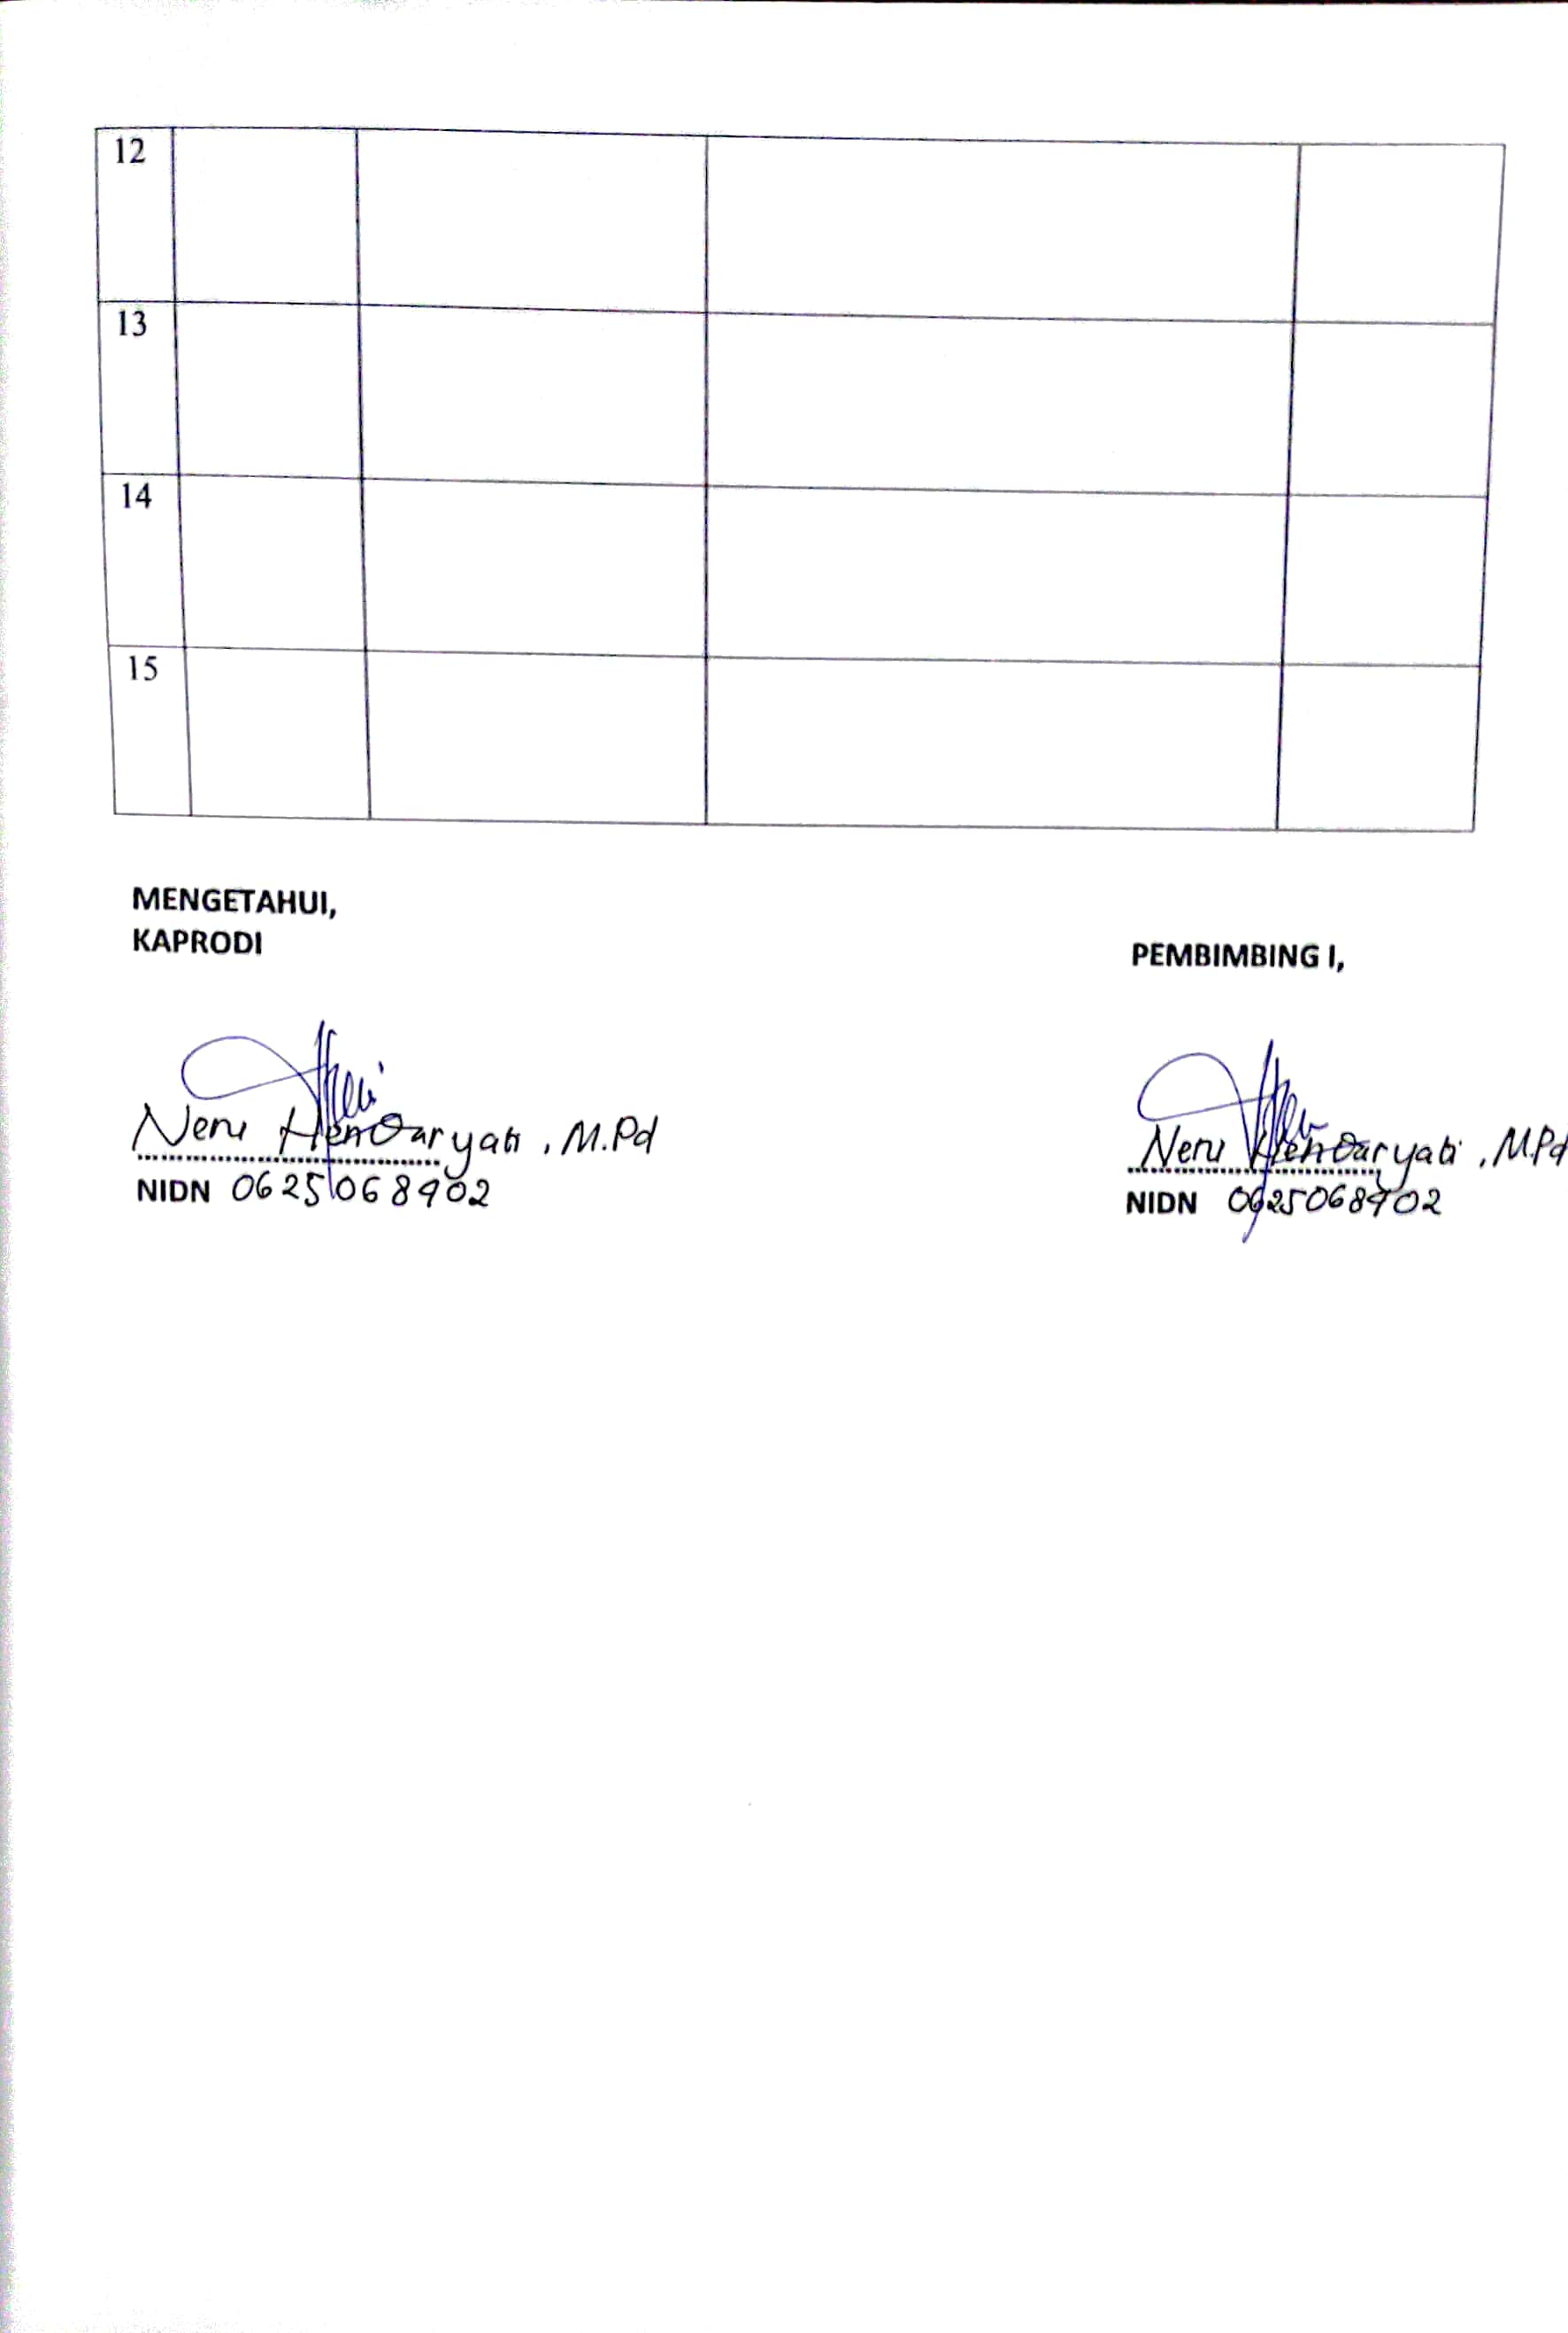 12
13
14
15
MENGETAHUI,
KAPRODI
PEMBIMBING I,
Neni Hendaryati, M.Pd
NIDN 0625068902
Neni Hendaryati, M.Pd
NIDN 0625068902